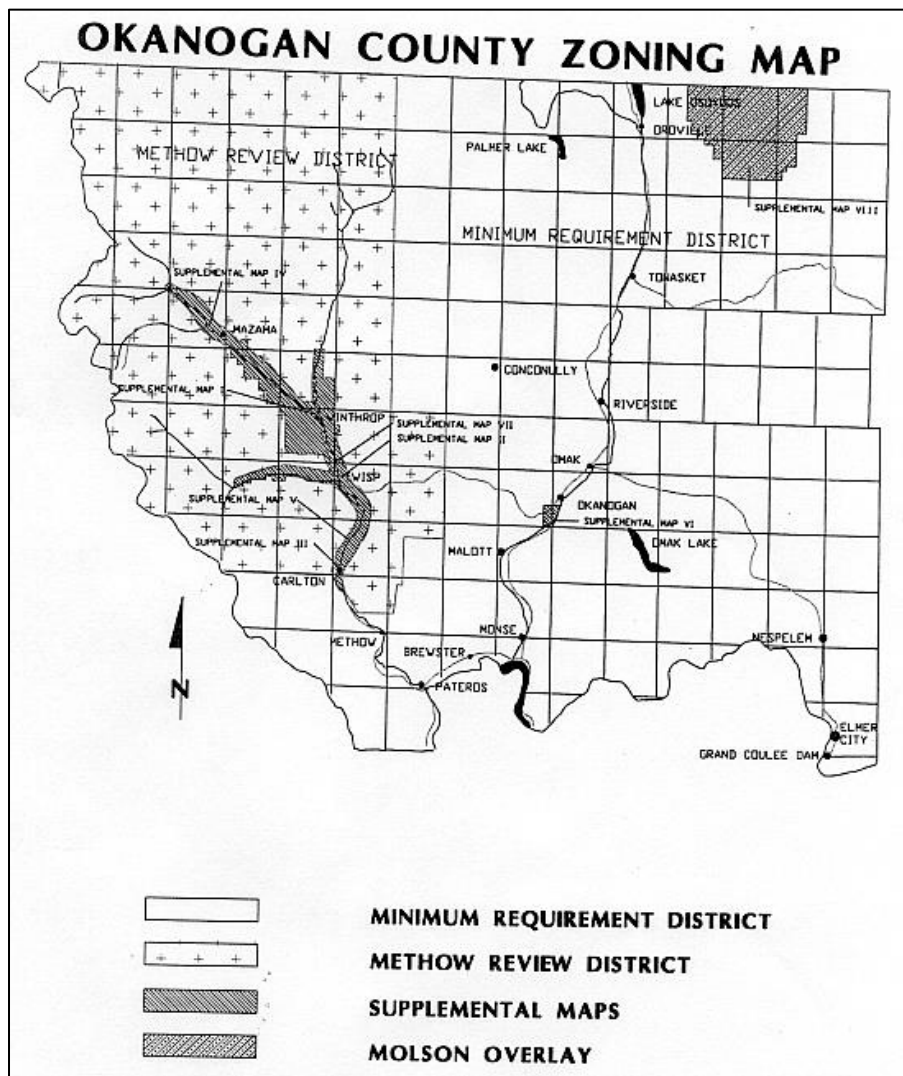 OKANOGAN COUNTY ZONING MAP
LAKE OSOYOOS
OROVILLE
PALMER LAKE
METHOW REVIEW DISTRICT
SUPPLEMENTAL MAP VIII
MINIMUM REQUIREMENT DISTRICT
SUPPLEMENTAL MAP IV
TONASKET
MAZAMA
CONCONULLY
SUPPLEMENTAL MAP I
RIVERSIDE
WINTHROP
SUPPLEMENTAL MAP VII
SUPPLEMENTAL MAP II
OMAK
TWISP
SUPPLEMENTAL MAP V
OKANOGAN
SUPPLEMENTAL MAP VI
SUPPLEMENTAL MAP III
OMAK LAKE
MALOTT
CARLTON
METHOW
MONSE
NESPELEM
BREWSTER
PATEROS
N
ELMER
CITY
GRAND COULEE DAM
MINIMUM REQUIREMENT DISTRICT
METHOW REVIEW DISTRICT
SUPPLEMENTAL MAPS
MOLSON OVERLAY